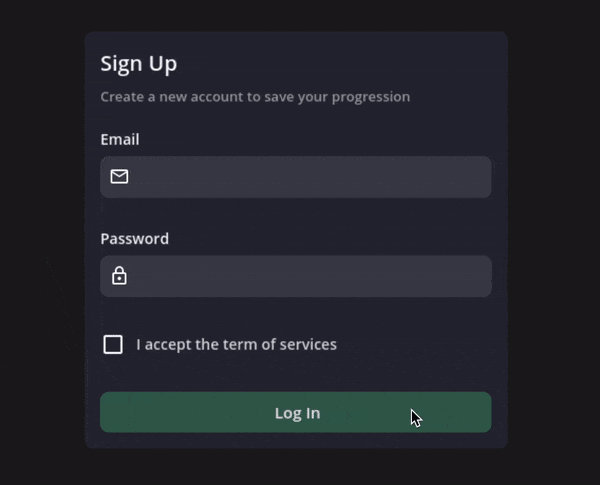 Sign Up
Create a new account to save your progression
Email
Password
I accept the term of services
Log In